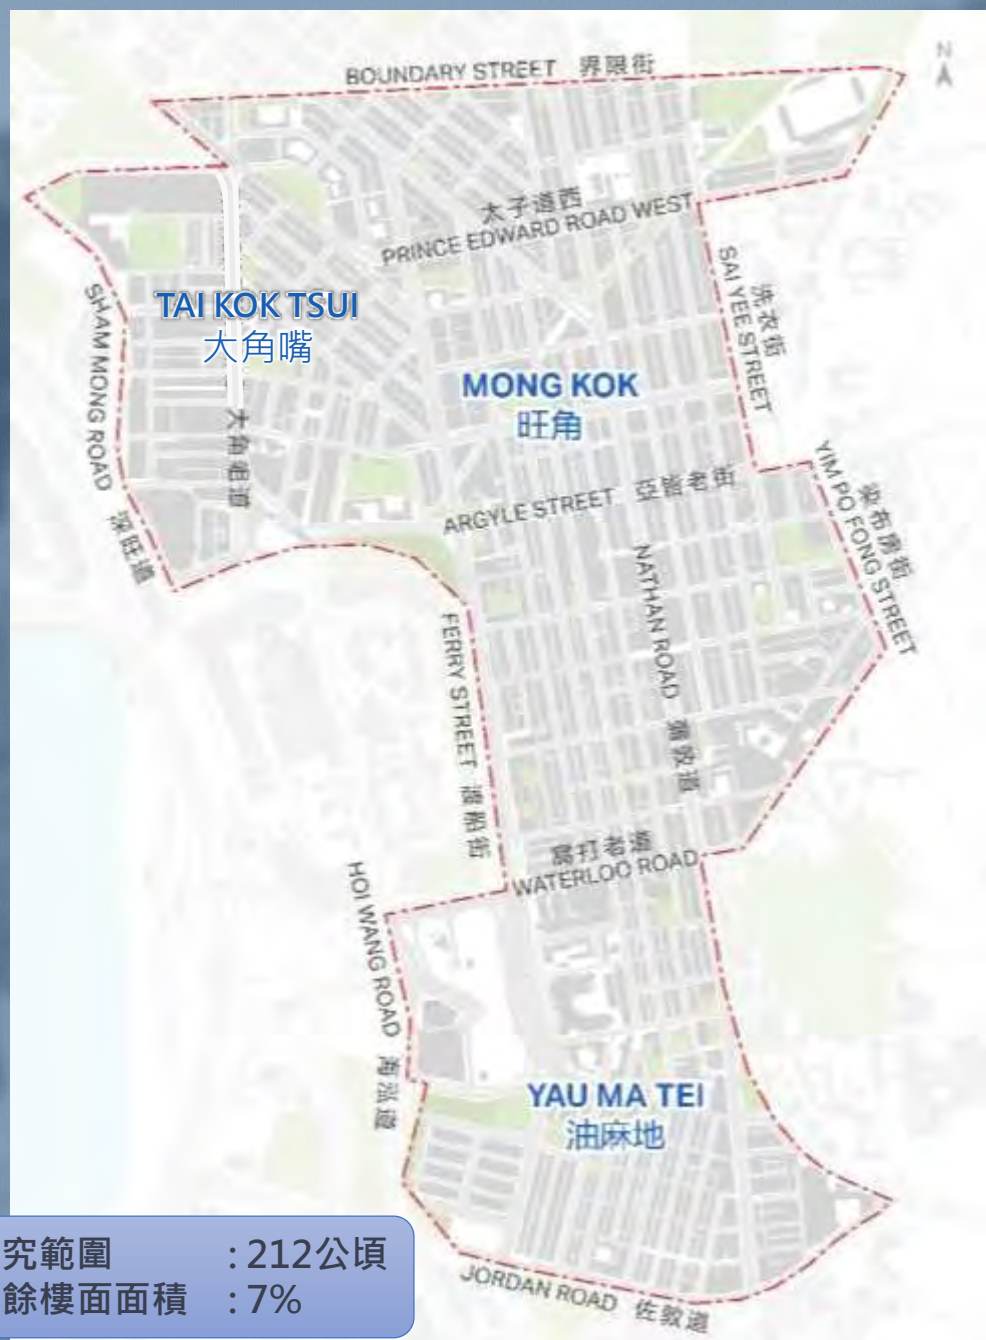 N
BOUNDARY STREET 界限街
太子道西
PRINCE EDWARD ROAD WEST
SAI YEE STREET
洗衣街
TAI KOK TSUI
大角嘴
SHAM MONG ROAD 深旺道
大角咀道
MONG KOK
旺角
ARGYLE STREET 亞皆老街
YIM PO FONG STREET
染布房街
NATHAN ROAD 彌敦道
FERRY STREET 渡船街
窩打老道
WATERLOO ROAD
HOI WANG ROAD 海泓道
YAU MA TEI
油麻地
JORDAN ROAD 佐敦道
究範圍 : 212公頃
餘樓面面積 : 7%